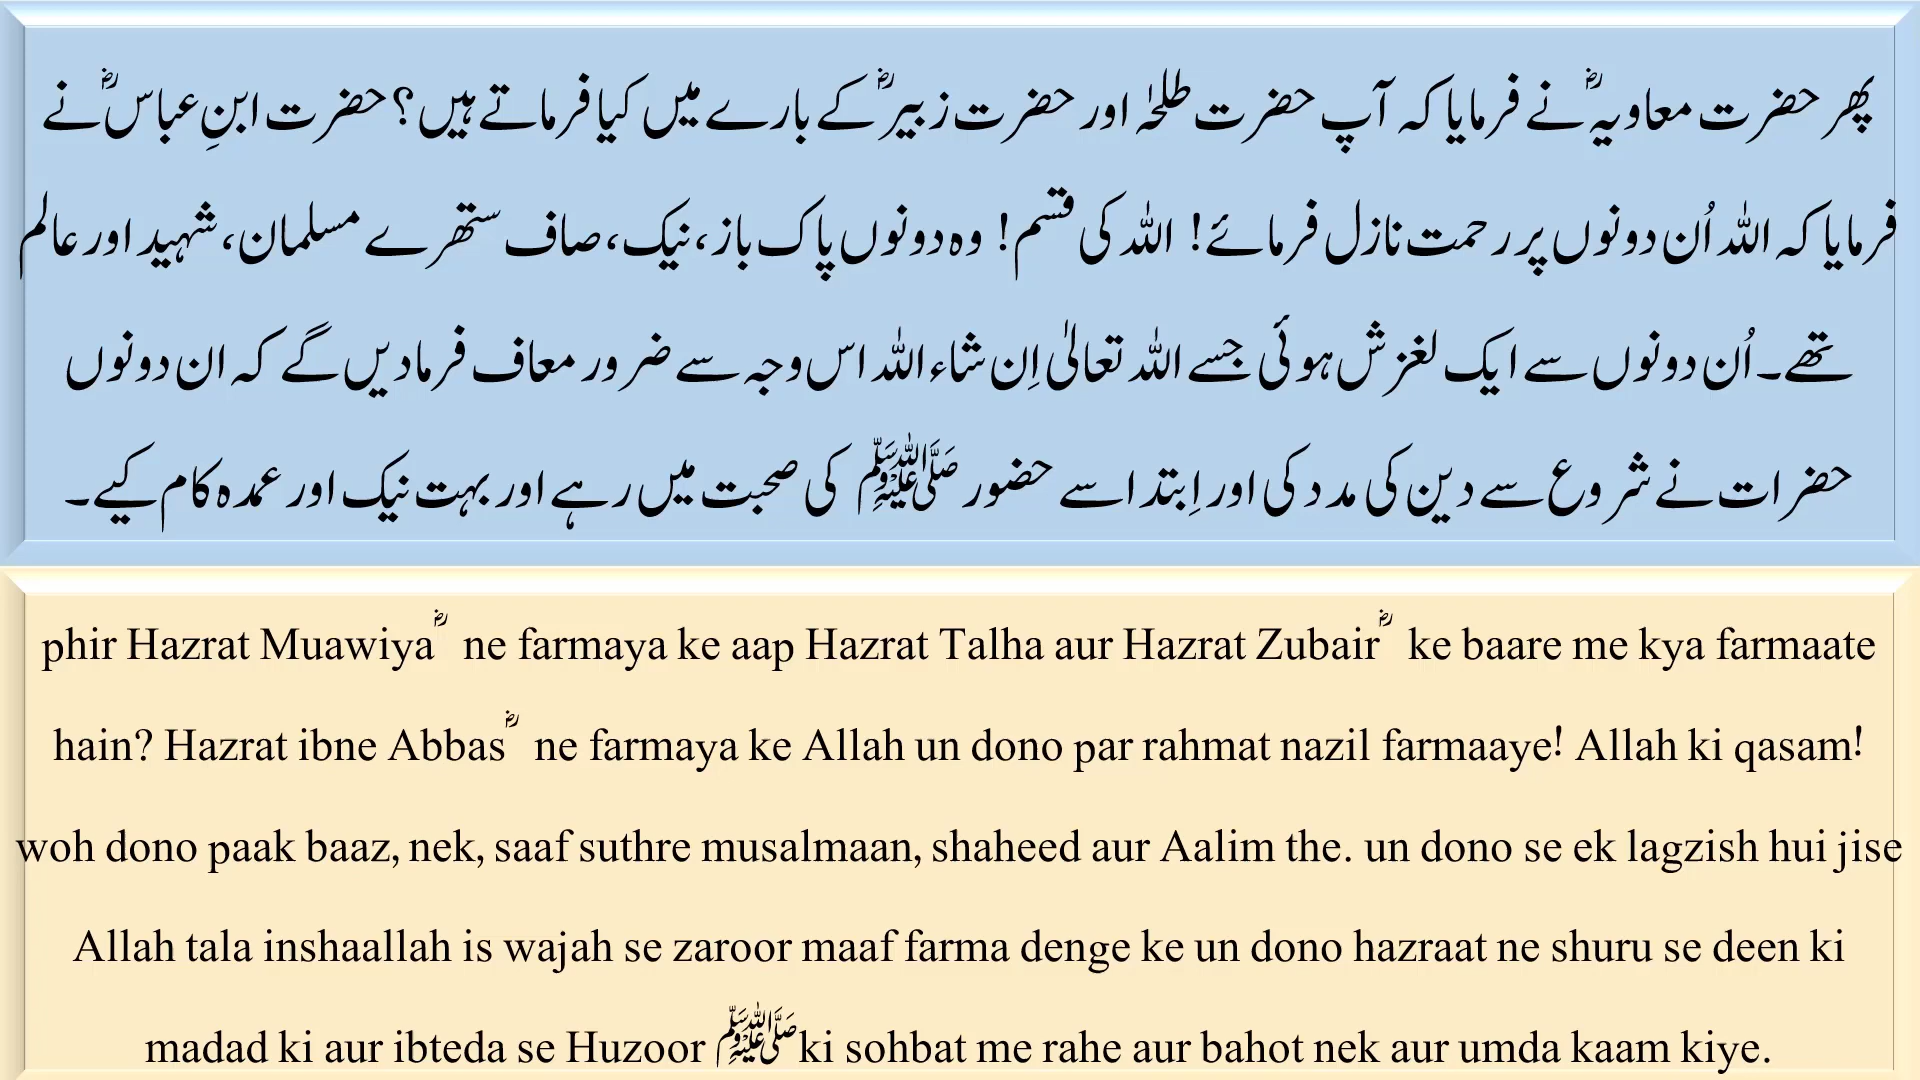 پھر حضرت معاویہؓ نے فرمایا کہ آپ حضرت طلحٰہ اور حضرت زبیرؓ کے بارے میں کیا فرماتے ہیں؟ حضرت ابنِ عباسؓ نے
فرمایا کہ اللہ اُن دونوں پر رحمت نازل فرمائے! اللہ کی قسم! وہ دونوں پاک باز، نیک، صاف ستھرے مسلمان، شہید اور عالم
تھے۔ اُن دونوں سے ایک لغزش ہوئی جسے اللہ تعالیٰ اِن شاء اللہ اس وجہ سے ضرور معاف فرمادیں گے کہ ان دونوں
حضرات نے شروع سے دین کی مدد کی اور اِبتدا سے حضور ﷺ کی صحبت میں رہے اور بہت نیک اور عمدہ کام کیے۔
phir Hazrat Muawiyaؓ ne farmaya ke aap Hazrat Talha aur Hazrat Zubairؓ ke baare me kya farmaate
hain? Hazrat ibne Abbasؓ ne farmaya ke Allah un dono par rahmat nazil farmaaye! Allah ki qasam!
woh dono paak baaz, nek, saaf suthre musalmaan, shaheed aur Aalim the. un dono se ek lagzish hui jise
Allah tala inshaallah is wajah se zaroor maaf farma denge ke un dono hazraat ne shuru se deen ki
madad ki aur ibteda se Huzoor ﷺ ki sohbat me rahe aur bahot nek aur umda kaam kiye.